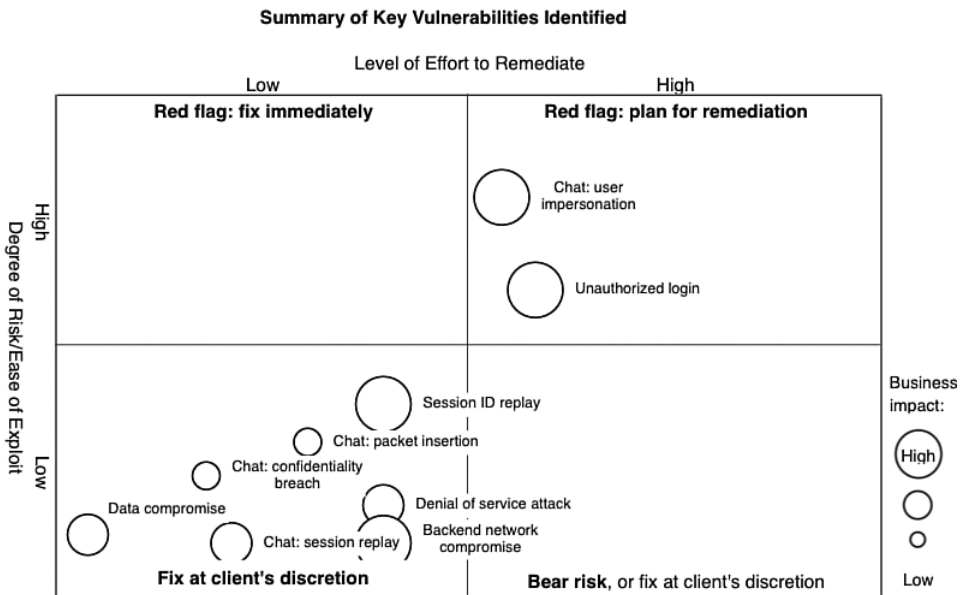 Summary of Key Vulnerabilities Identified
Level of Effort to Remediate
Low
High
Red flag: fix immediately
Red flag: plan for remediation
Degree of Risk/Ease of Exploit
High
Low
Chat: user
impersonation
Unauthorized login
Session ID replay
Chat: packet insertion
Chat: confidentiality
breach
Data compromise
Denial of service attack
Chat: session replay
Backend network
compromise
Fix at client's discretion
Bear risk, or fix at client's discretion
Business
impact:
High
Low